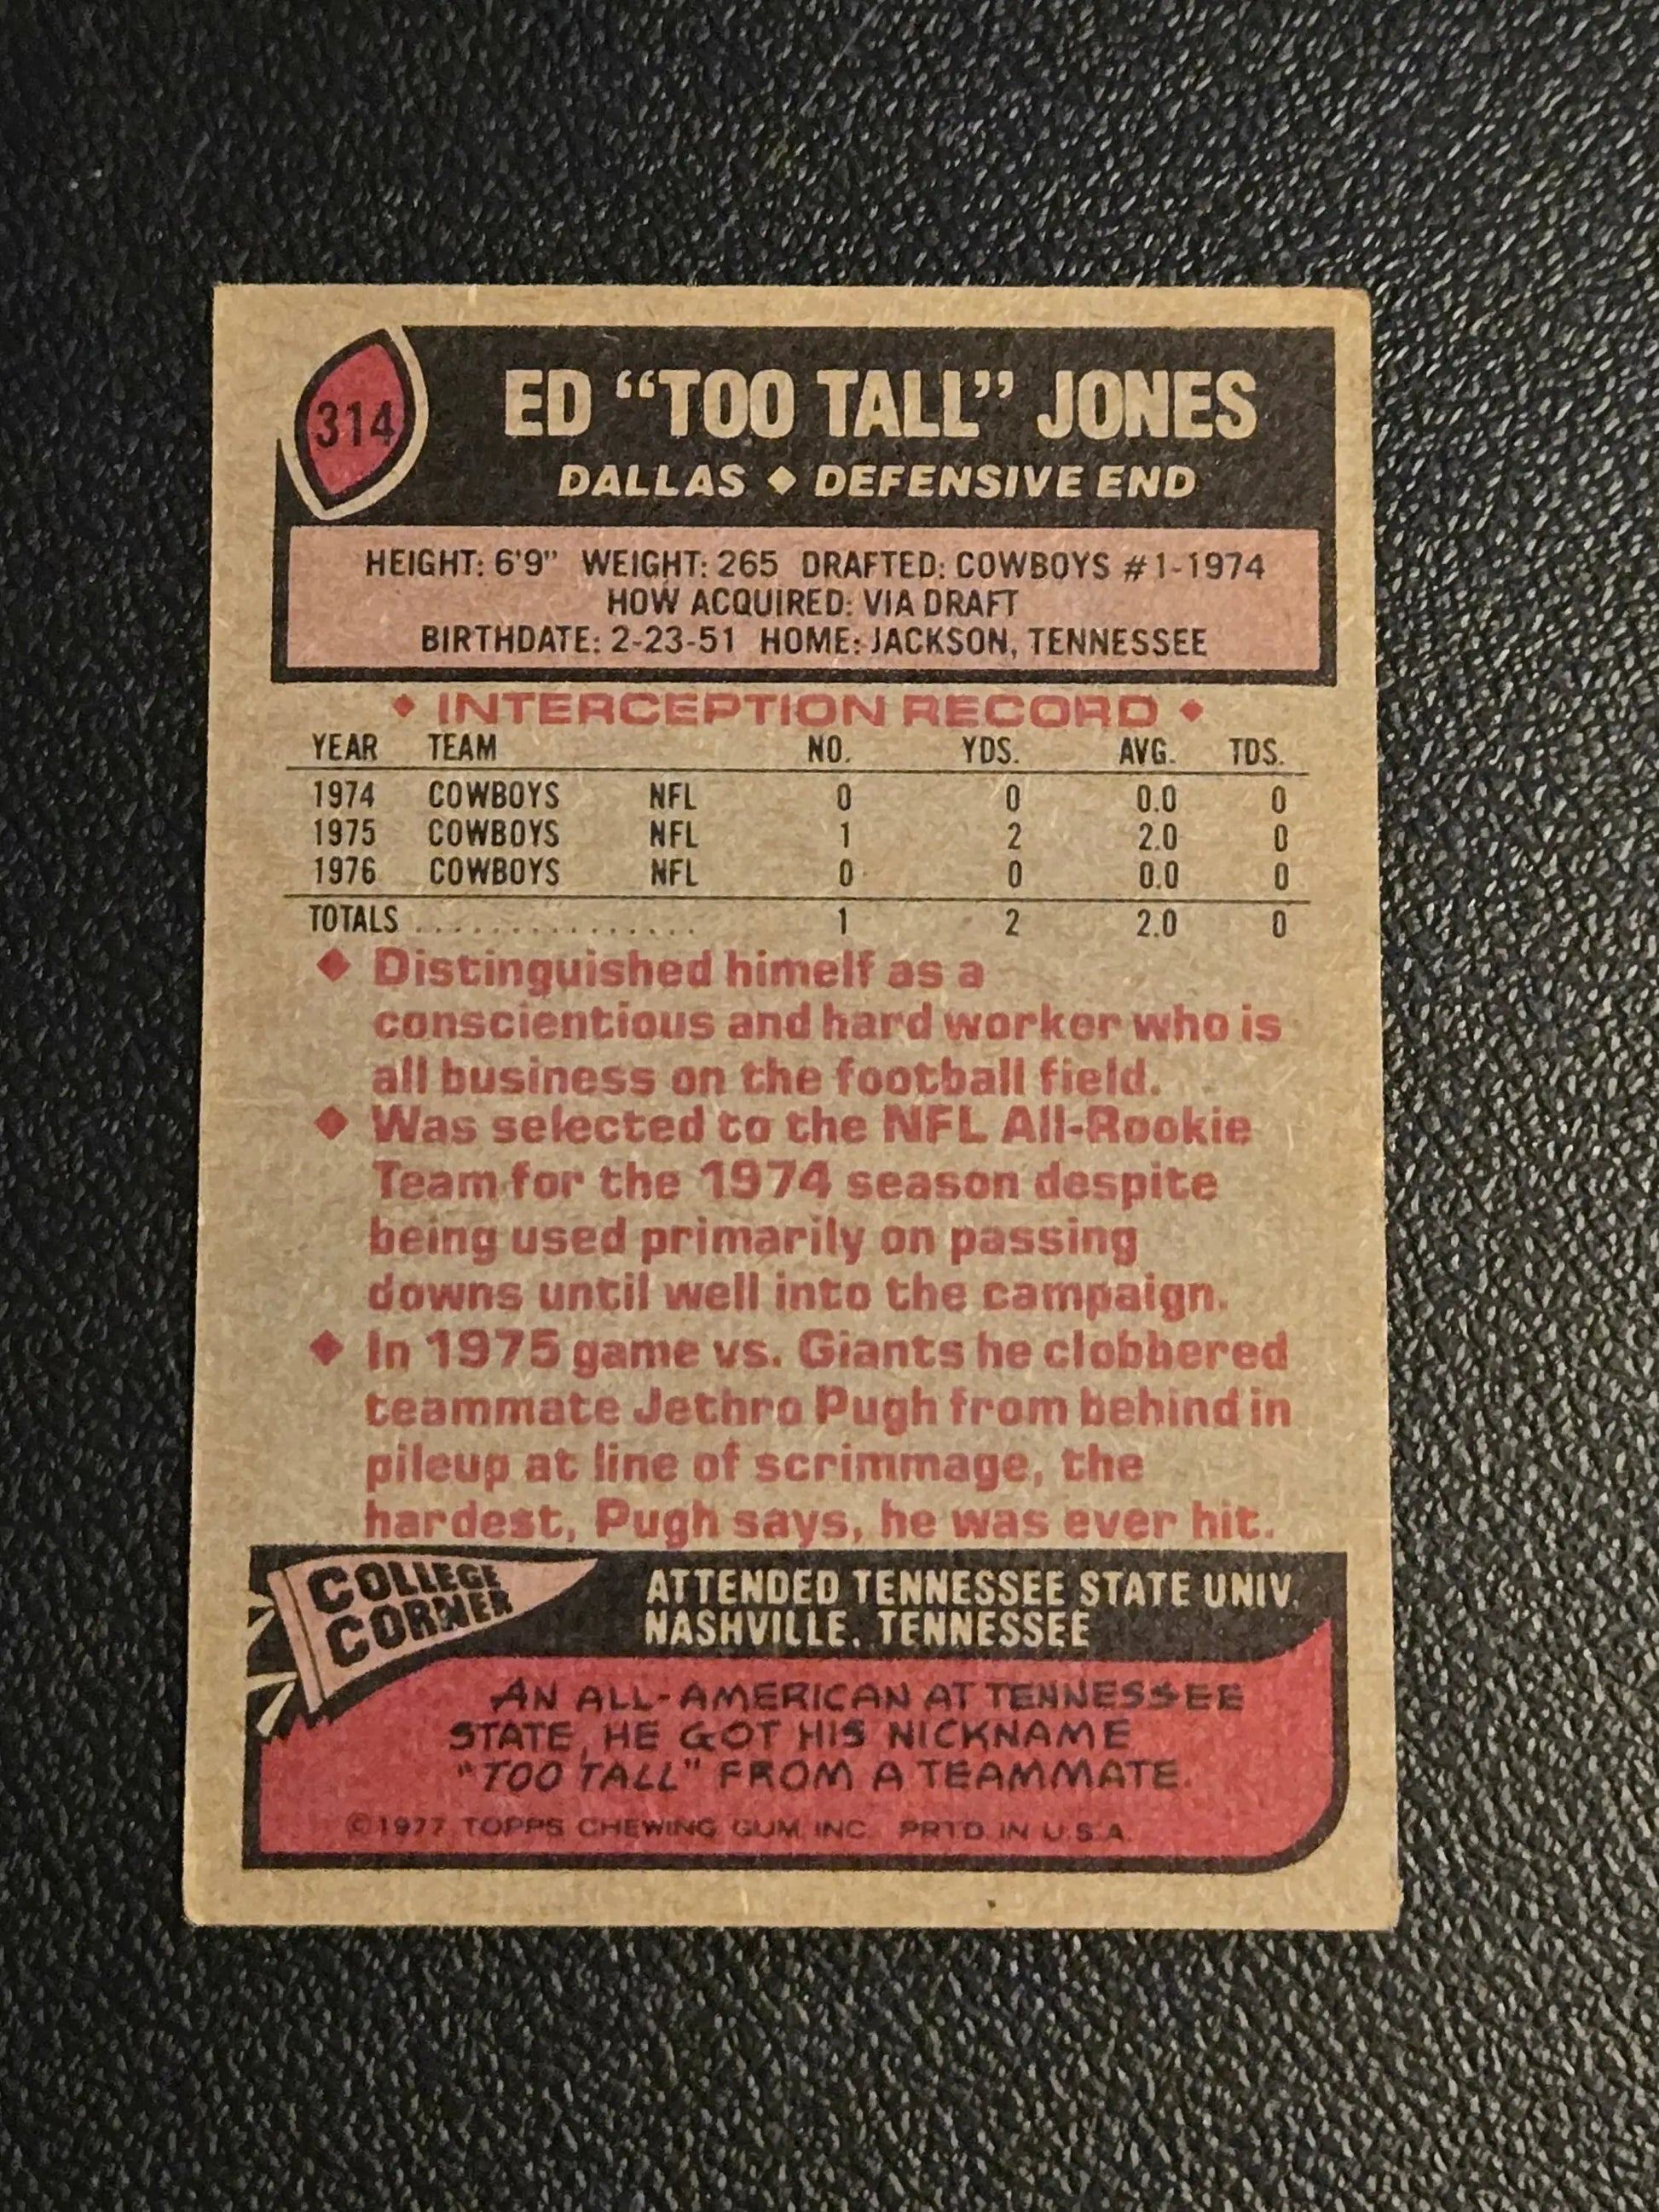 314
ED “TOO TALL” JONES
DALLAS ◆ DEFENSIVE END
HEIGHT: 6'9" WEIGHT: 265 DRAFTED: COWBOYS #1-1974
HOW ACQUIRED: VIA DRAFT
BIRTHDATE: 2-23-51 HOME: JACKSON, TENNESSEE
◆ INTERCEPTION RECORD ◆
YEAR TEAM NO. YDS. AVG. TDS.
1974 COWBOYS NFL 0 0 0.0 0
1975 COWBOYS NFL 1 2 2.0 0
1976 COWBOYS NFL 0 0 0.0 0
TOTALS ............... 1 2 2.0 0
◆ Distinguished himelf as a
conscientious and hard worker who is
all business on the football field.
◆ Was selected to the NFL All-Rookie
Team for the 1974 season despite
being used primarily on passing
downs until well into the campaign.
◆ In 1975 game vs. Giants he clobbered
teammate Jethro Pugh from behind in
pileup at line of scrimmage, the
hardest, Pugh says, he was ever hit.
COLLEGE
CORNER
ATTENDED TENNESSEE STATE UNIV.
NASHVILLE, TENNESSEE
AN ALL-AMERICAN AT TENNESSEE
STATE, HE GOT HIS NICKNAME
"TOO TALL" FROM A TEAMMATE.
©1977 TOPPS CHEWING GUM, INC. PRTD. IN U.S.A.